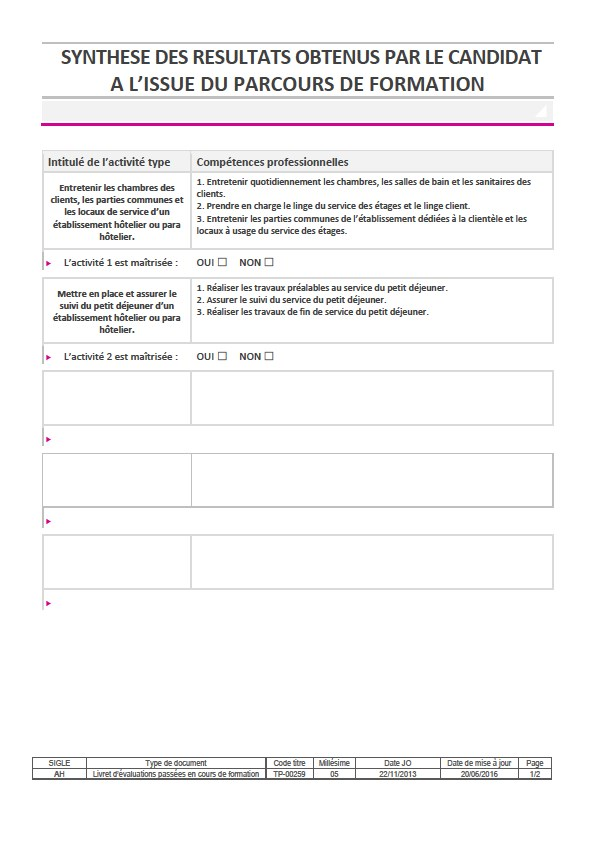 SYNTHESE DES RESULTATS OBTENUS PAR LE CANDIDAT
A L’ISSUE DU PARCOURS DE FORMATION
Intitulé de l’activité type
Compétences professionnelles
Entretenir les chambres des
clients, les parties communes et
les locaux de service d’un
établissement hôtelier ou para
hôtelier.
1. Entretenir quotidiennement les chambres, les salles de bain et les sanitaires des
clients.
2. Prendre en charge le linge du service des étages et le linge client.
3. Entretenir les parties communes de l’établissement dédiées à la clientèle et les
locaux à usage du service des étages.
► L’activité 1 est maîtrisée : OUI ☐ NON ☐
Mettre en place et assurer le
suivi du petit déjeuner d’un
établissement hôtelier ou para
hôtelier.
1. Réaliser les travaux préalables au service du petit déjeuner.
2. Assurer le suivi du service du petit déjeuner.
3. Réaliser les travaux de fin de service du petit déjeuner.
► L’activité 2 est maîtrisée : OUI ☐ NON ☐
►
►
►
SIGLE Type de document Code titre Millésime Date JO Date de mise à jour Page
AH Livret d'évaluations passées en cours de formation TP-00259 05 22/11/2013 20/06/2016 1/2